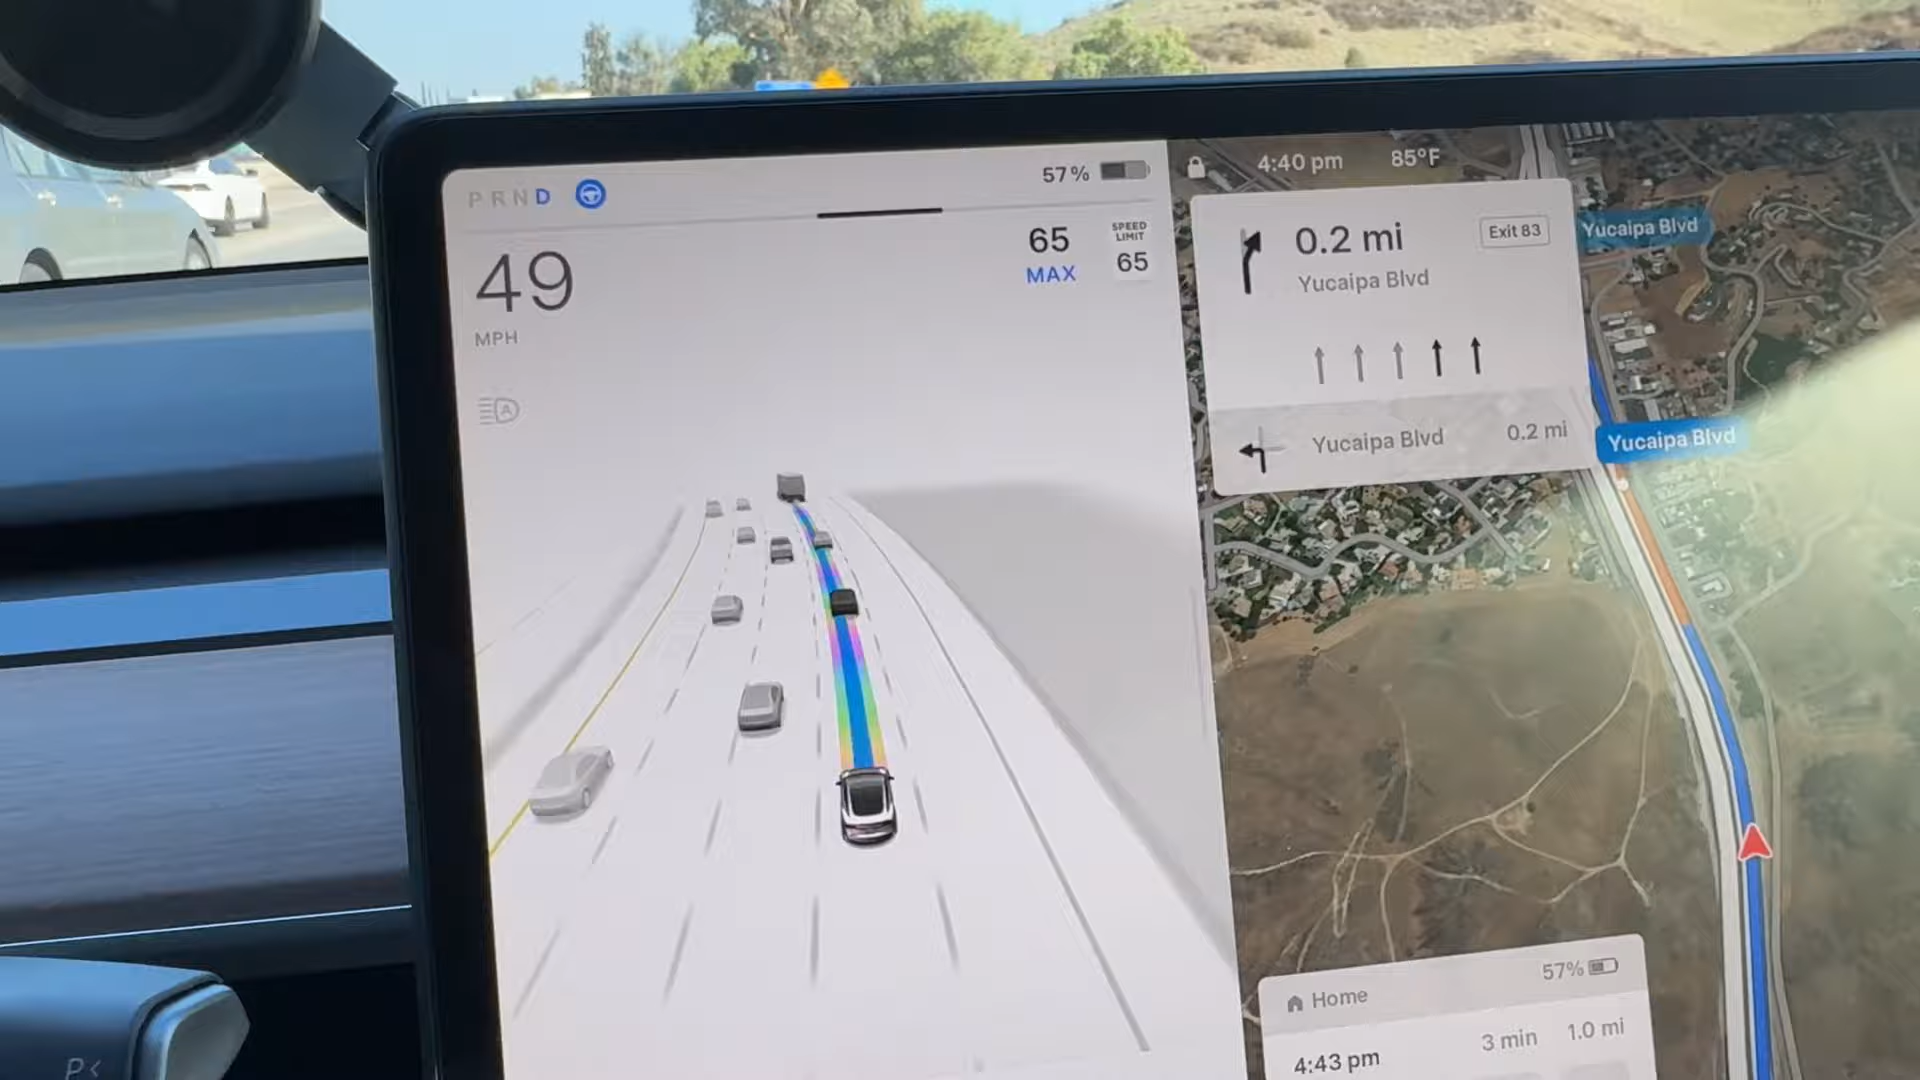 PRND
57%
4:40 pm
85°F
49
MPH
65
MAX
SPEED
LIMIT
65
A
0.2 mi
Exit 83
Yucaipa Blvd
Yucaipa Blvd
0.2 mi
Yucaipa Blvd
Yucaipa Blvd
57%
Home
4:43 pm
3 min
1.0 mi
P<